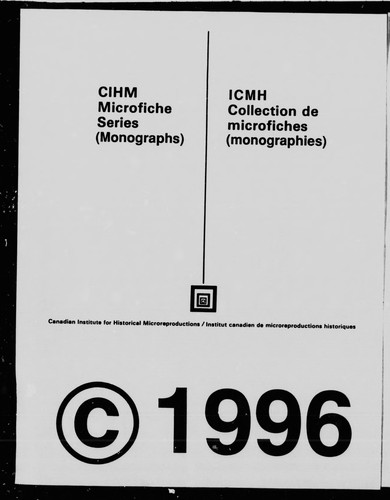 CIHM
Microfiche
Series
(Monographs)
ICMH
Collection de
microfiches
(monographies)
Canadian Institute for Historical Microreproductions / Institut canadien de microreproductions historiques
© 1996